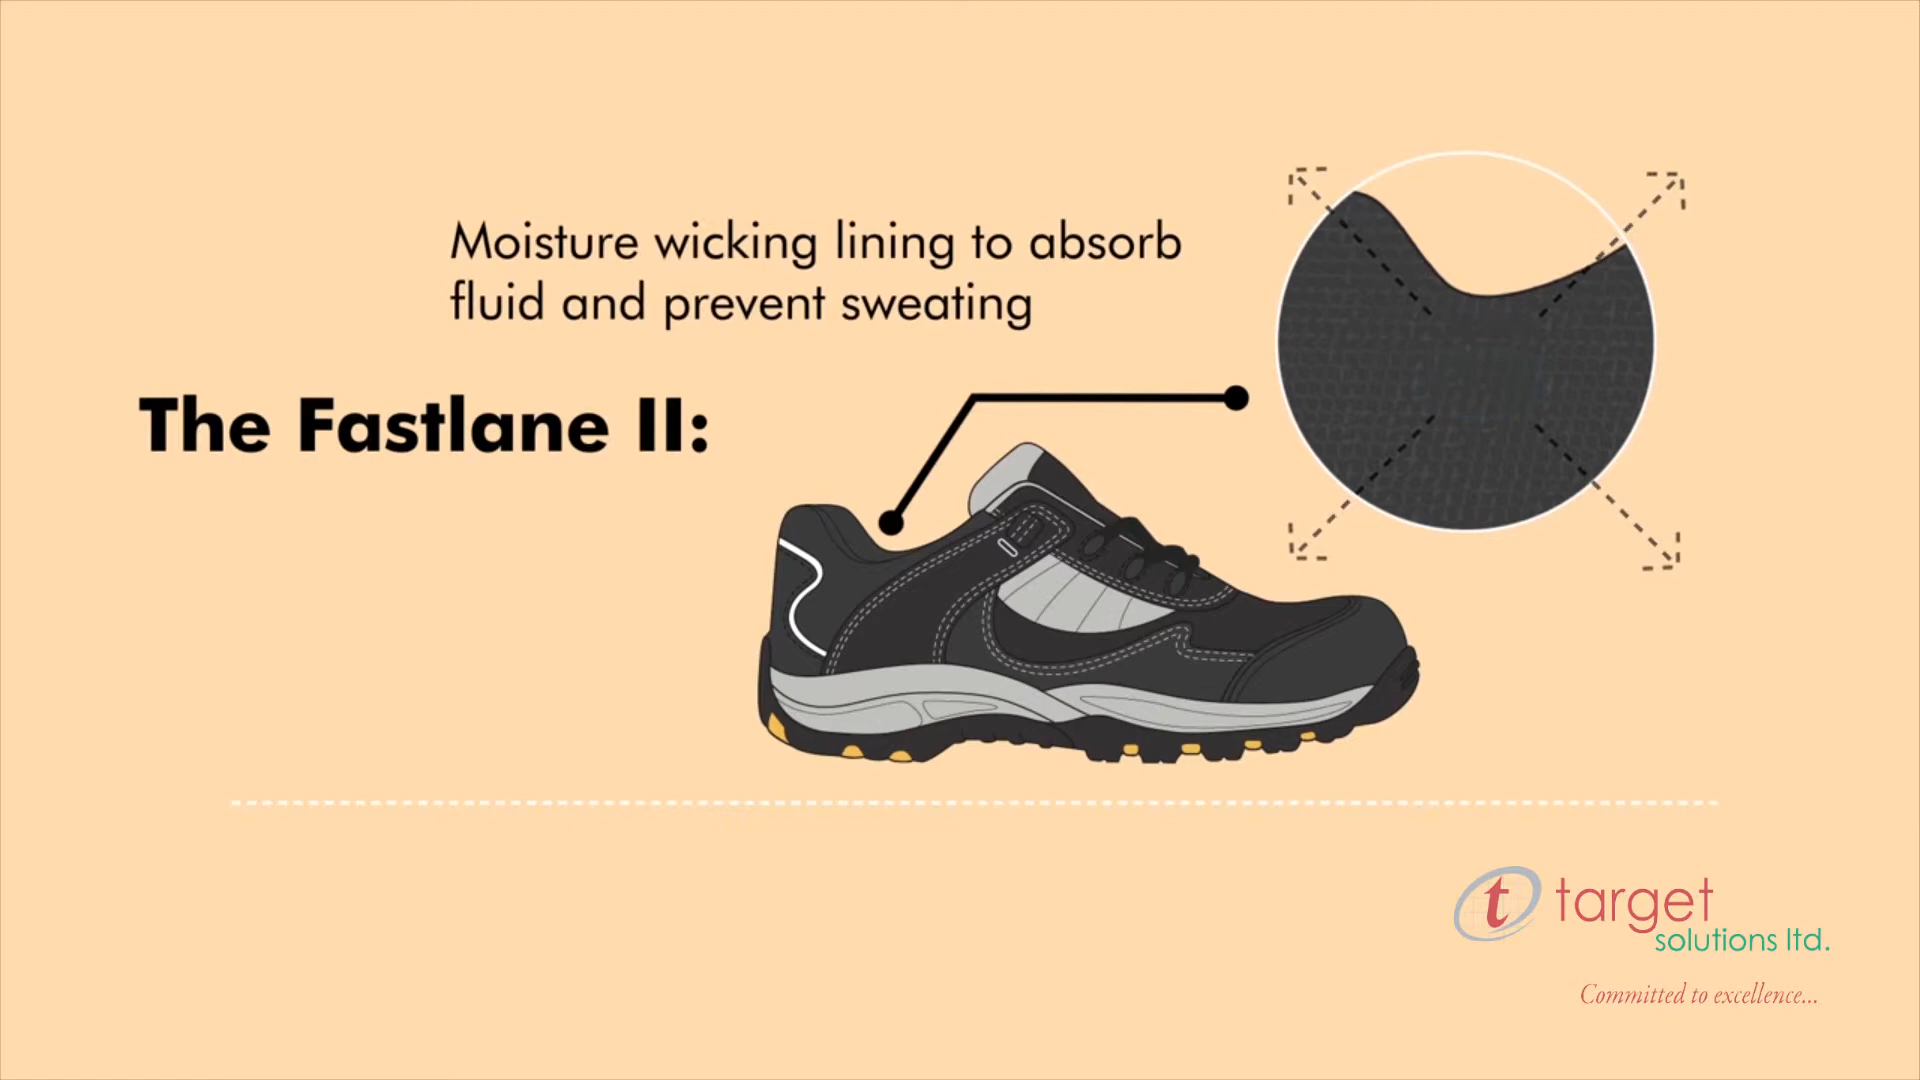 Moisture wicking lining to absorb
fluid and prevent sweating
The Fastlane II:
t target
solutions ltd.
Committed to excellence...